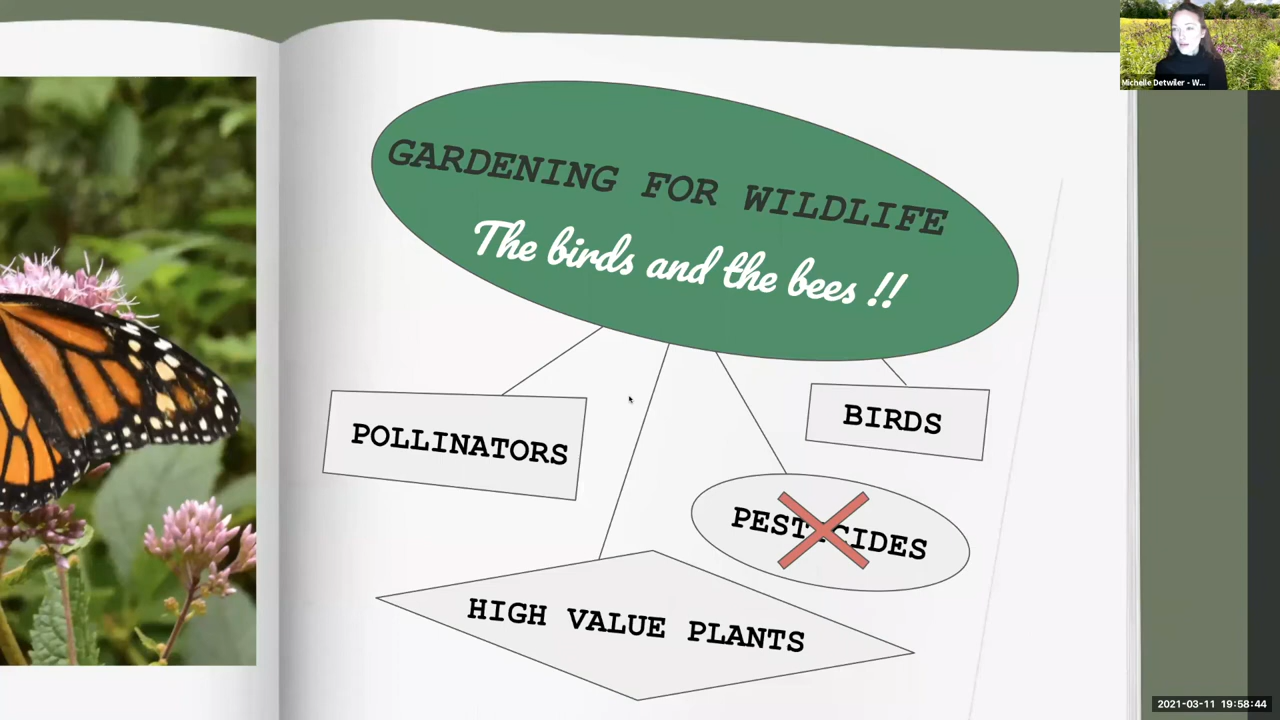 Michelle Detwiler - W...
GARDENING FOR WILDLIFE
The birds and the bees !!
POLLINATORS
BIRDS
PESTICIDES
HIGH VALUE PLANTS
2021-03-11 19:58:44